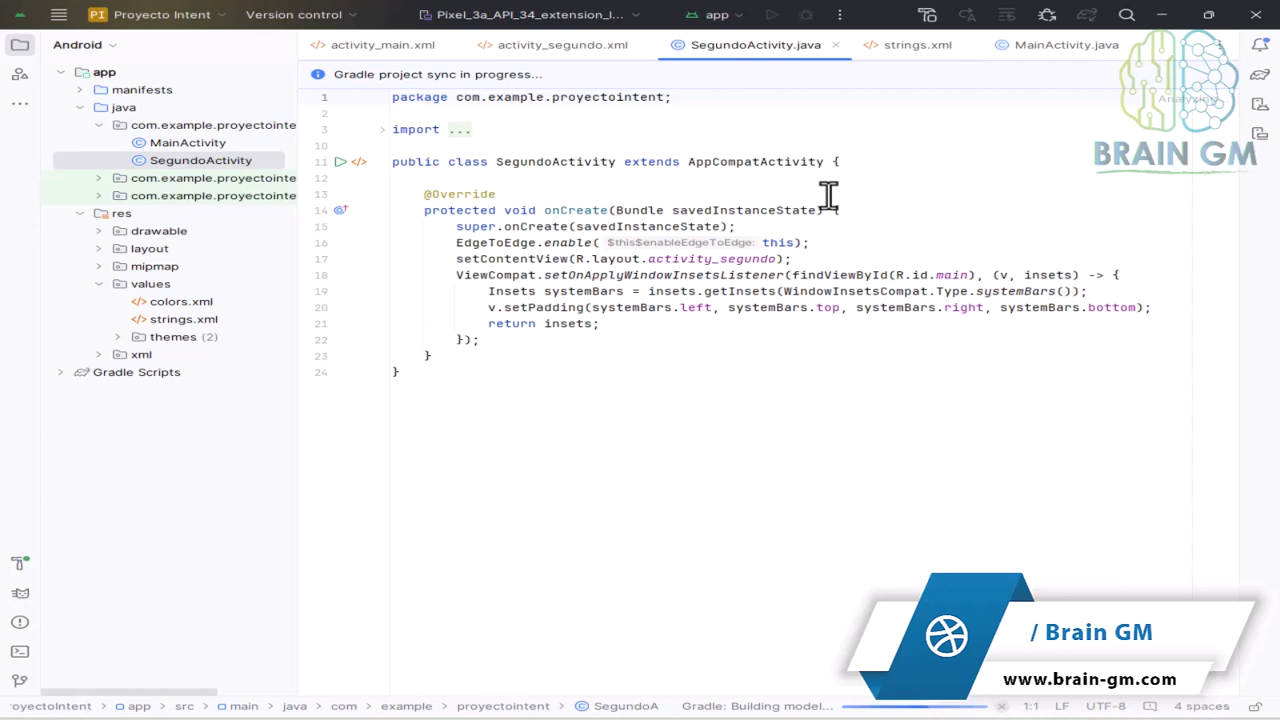 PI Proyecto Intent Version control Pixel_3a_API_34_extension_l... app
Android
activity_main.xml activity_segundo.xml SegundoActivity.java strings.xml MainActivity.java
Gradle project sync in progress...
Analyzing...
BRAIN GM
app
manifests
java
com.example.proyectointe
MainActivity
SegundoActivity
com.example.proyectointe
com.example.proyectointe
res
drawable
layout
mipmap
values
colors.xml
strings.xml
themes (2)
xml
Gradle Scripts
1 package com.example.proyectointent;
2
3 import ...
10
11 public class SegundoActivity extends AppCompatActivity {
12
13 @Override
14 protected void onCreate(Bundle savedInstanceState) {
15 super.onCreate(savedInstanceState);
16 EdgeToEdge.enable( $this$enableEdgeToEdge: this);
17 setContentView(R.layout.activity_segundo);
18 ViewCompat.setOnApplyWindowInsetsListener(findViewById(R.id.main), (v, insets) -> {
19 Insets systemBars = insets.getInsets(WindowInsetsCompat.Type.systemBars());
20 v.setPadding(systemBars.left, systemBars.top, systemBars.right, systemBars.bottom);
21 return insets;
22 });
23 }
24 }
/ Brain GM
www.brain-gm.com
oyectoIntent > app > src > main > java > com > example > proyectointent > SegundoA Gradle: Building model... 1:1 LF UTF-8 4 spaces